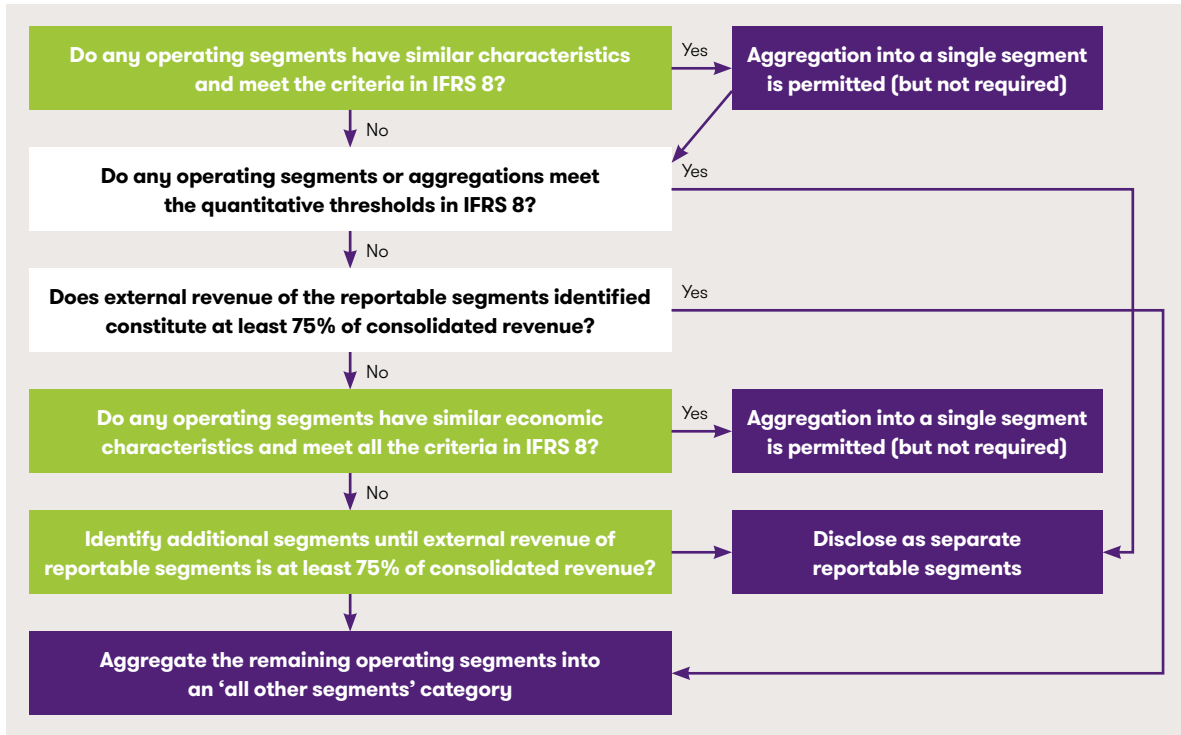 Do any operating segments have similar characteristics
and meet the criteria in IFRS 8?
Yes
Aggregation into a single segment
is permitted (but not required)
No
Do any operating segments or aggregations meet
the quantitative thresholds in IFRS 8?
Yes
No
Does external revenue of the reportable segments identified
constitute at least 75% of consolidated revenue?
Yes
No
Do any operating segments have similar economic
characteristics and meet all the criteria in IFRS 8?
Yes
Aggregation into a single segment
is permitted (but not required)
No
Identify additional segments until external revenue of
reportable segments is at least 75% of consolidated revenue?
Disclose as separate
reportable segments
Aggregate the remaining operating segments into
an ‘all other segments’ category